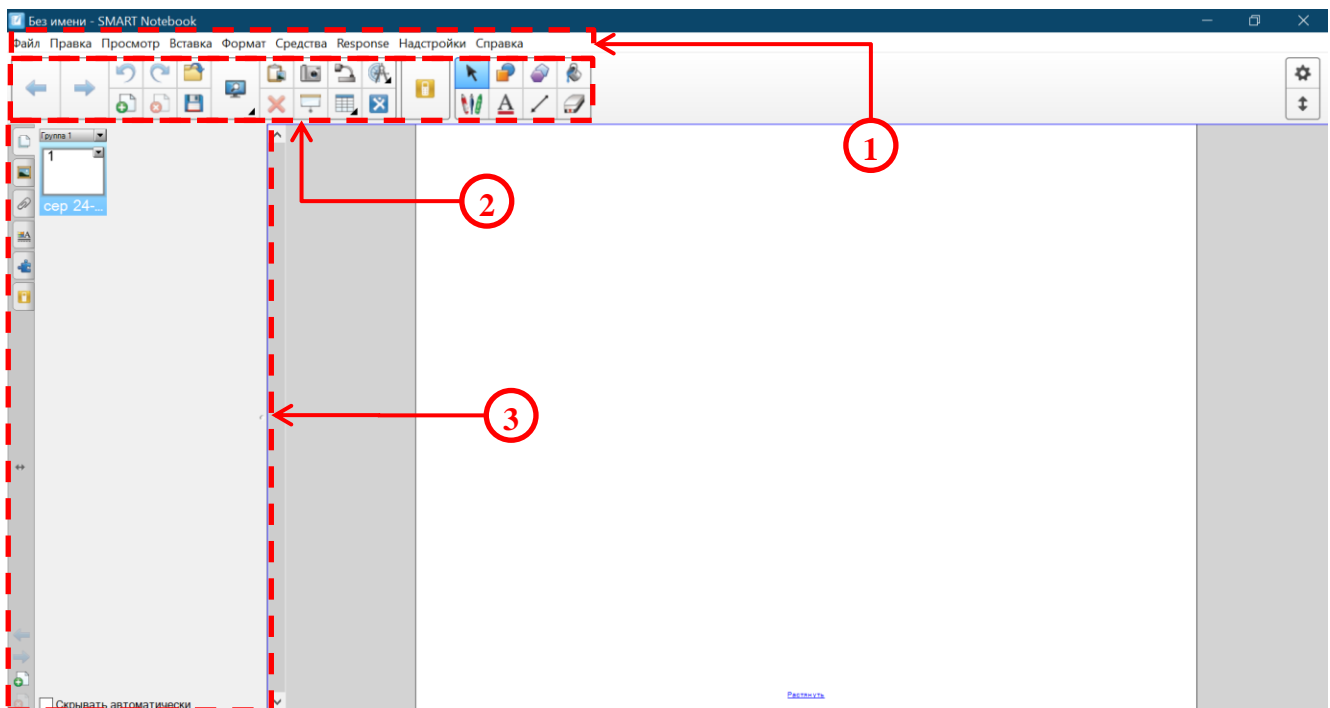 Без имени - SMART Notebook
Файл Правка Просмотр Вставка Формат Средства Response Надстройки Справка
Группа 1
1
сер 24-...
1
2
3
Растянуть
Скрывать автоматически